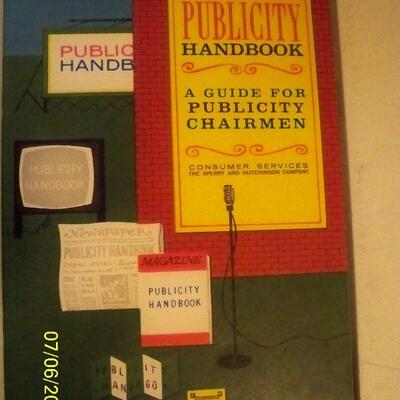 PUBLICITY
HANDBOOK
A GUIDE FOR
PUBLICITY
CHAIRMEN
CONSUMER SERVICES
THE SPERRY AND HUTCHINSON COMPANY
PUBLIC
HANDB
PUBLICITY
HANDBOOK
Newspaper
PUBLICITY HANDBOOK
MAGAZINE
PUBLICITY
HANDBOOK
PUBLICITY
07/06/20